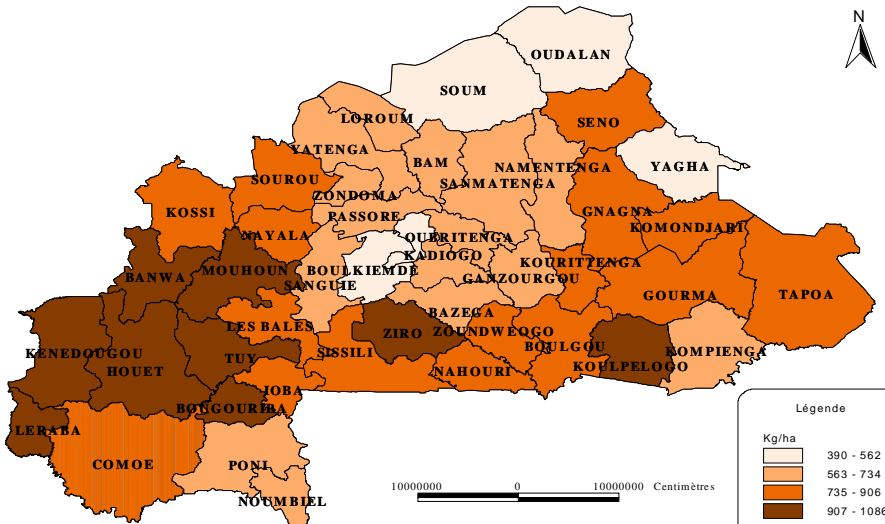 N
OUDALAN
SOUM
LOROUM
SENO
YATENGA
BAM
NAMENTENGA
YAGHA
SOUROU
SANMATENGA
ZONDOMA
KOSSI
PASSORE
GNAGNA
KOMONDJARI
NAYALA
OUBRITENGA
KADIOGO
KOURITTENGA
BANWA
MOUHOUN
BOULKIEMDE
SANGUIE
GANZOURGOU
GOURMA
TAPOA
BAZEGA
LES BALES
ZIRO
ZOUNDWEOGO
KENEDOUGOU
HOUET
TUY
SISSILI
BOULGOU
KOMPIENGA
NAHOURI
KOULPELOGO
IOBA
BOUGOURIBA
LERABA
COMOE
PONI
NOUMBIEL
10000000 0 10000000 Centimètres
Légende
Kg/ha
390 - 562
563 - 734
735 - 906
907 - 1086